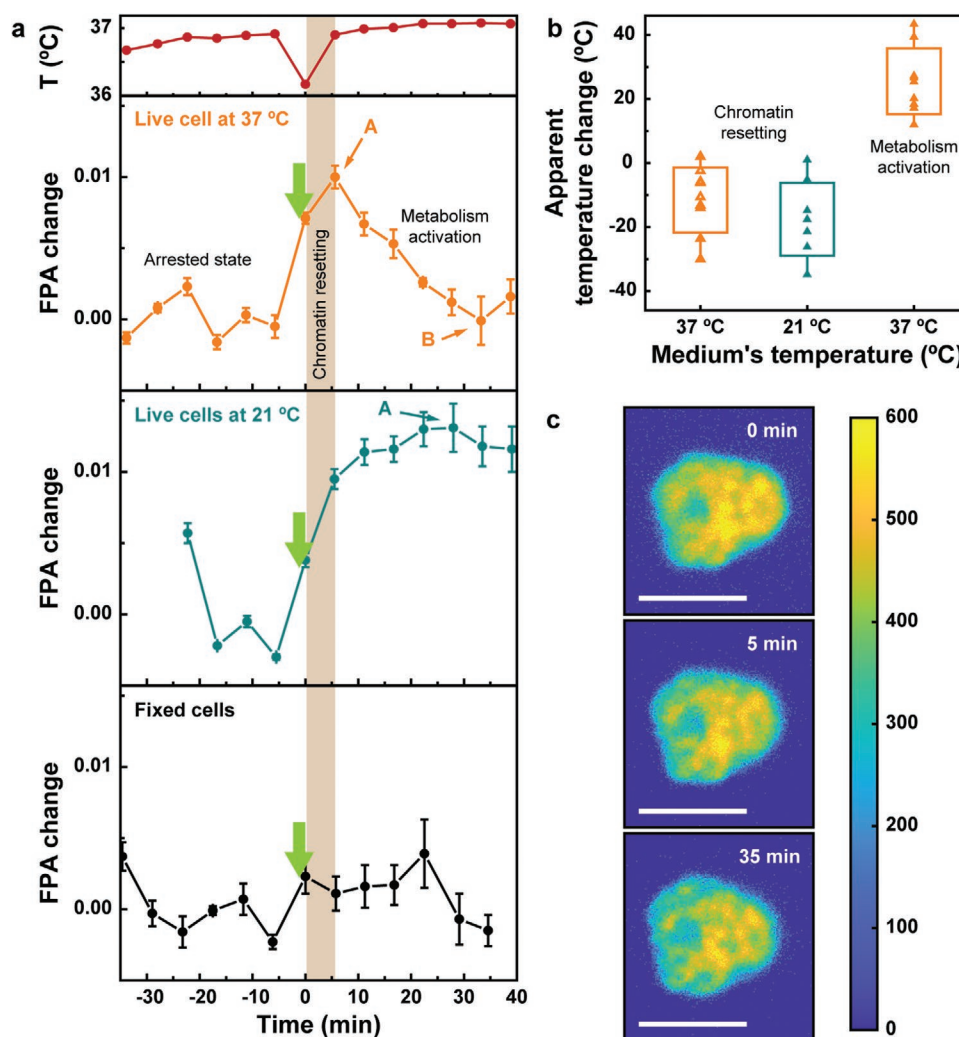 a
T (ºC)
37
36
Live cell at 37 ºC
A
FPA change
0.01
0.00
Arrested state
Chromatin resetting
Metabolism
activation
B
Live cells at 21 ºC
A
FPA change
0.01
0.00
Fixed cells
FPA change
0.01
0.00
-30 -20 -10 0 10 20 30 40
Time (min)
b
Apparent
temperature change (ºC)
40
20
0
-20
-40
Chromatin
resetting
Metabolism
activation
37 ºC 21 ºC 37 ºC
Medium's temperature (ºC)
c
0 min
5 min
35 min
600
500
400
300
200
100
0